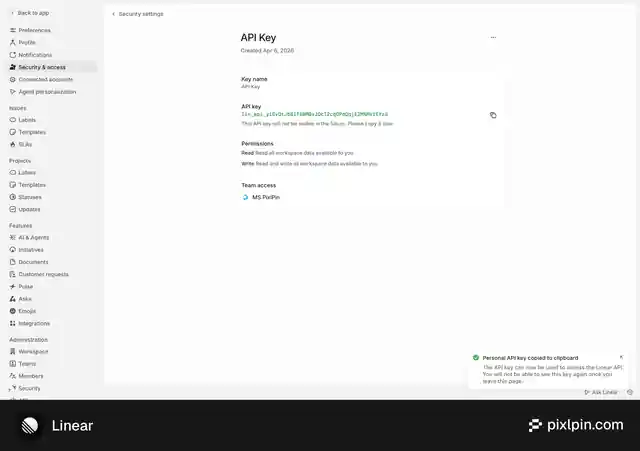 Back to app
Preferences
Profile
Notifications
Security & access
Connected accounts
Agent personalization
Issues
Labels
Templates
SLAs
Projects
Labels
Templates
Statuses
Updates
Features
AI & Agents
Initiatives
Documents
Customer requests
Pulse
Asks
Emojis
Integrations
Administration
Workspace
Teams
Members
Security
Security settings
API Key
Created Apr 6, 2026
Key name
API Key
API key
This API key will not be visible in the future. Please copy it now.
Permissions
Read Read all workspace data available to you
Write Read and write all workspace data available to you
Team access
MS PixlPin
Personal API key copied to clipboard
The API key can now be used to access the Linear API.
You will not be able to see this key again once you
leave this page.
Ask Linear
Linear
pixlpin.com